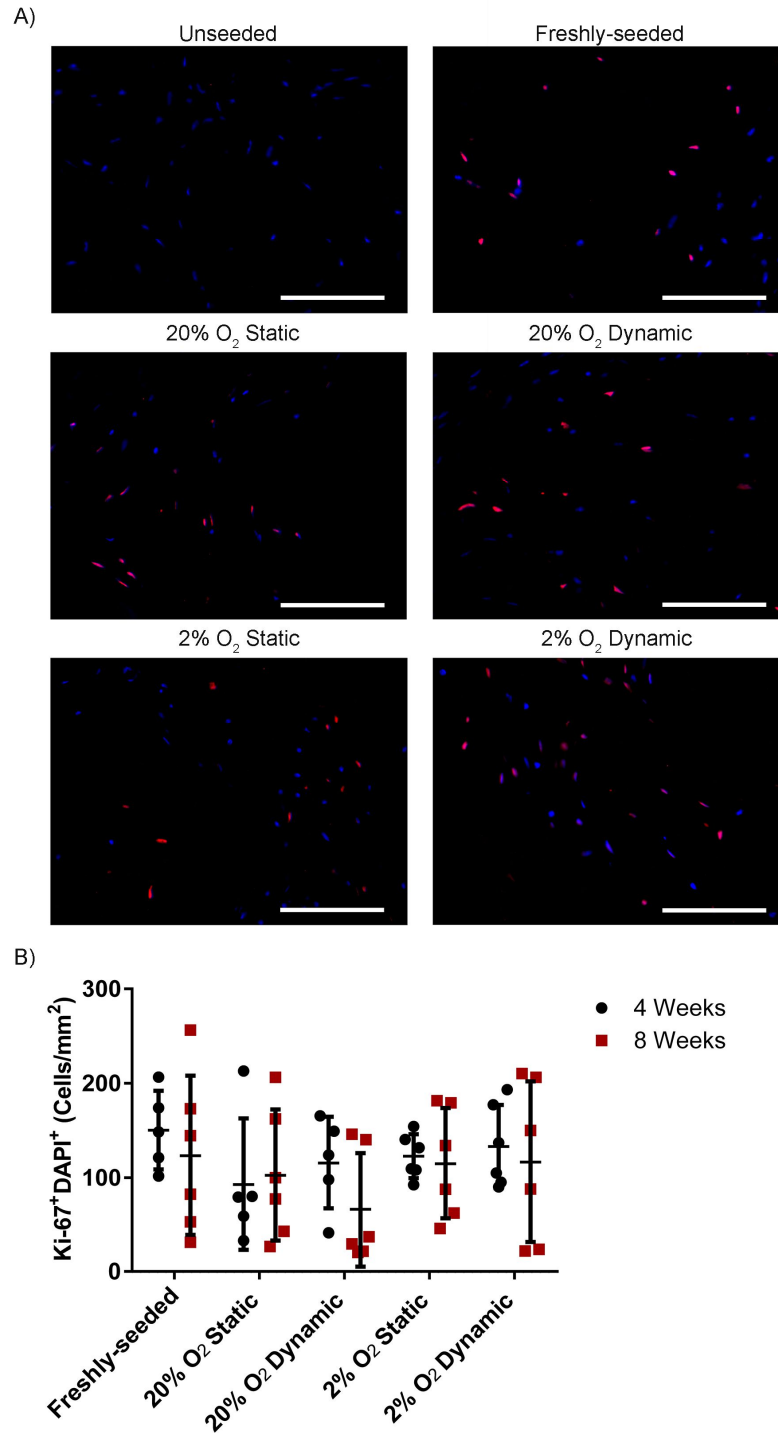 A)
Unseeded
Freshly-seeded
20% O₂ Static
20% O₂ Dynamic
2% O₂ Static
2% O₂ Dynamic
B)
Ki-67⁺DAPI⁺ (Cells/mm²)
300
200
100
0
4 Weeks
8 Weeks
Freshly-seeded
20% O₂ Static
20% O₂ Dynamic
2% O₂ Static
2% O₂ Dynamic